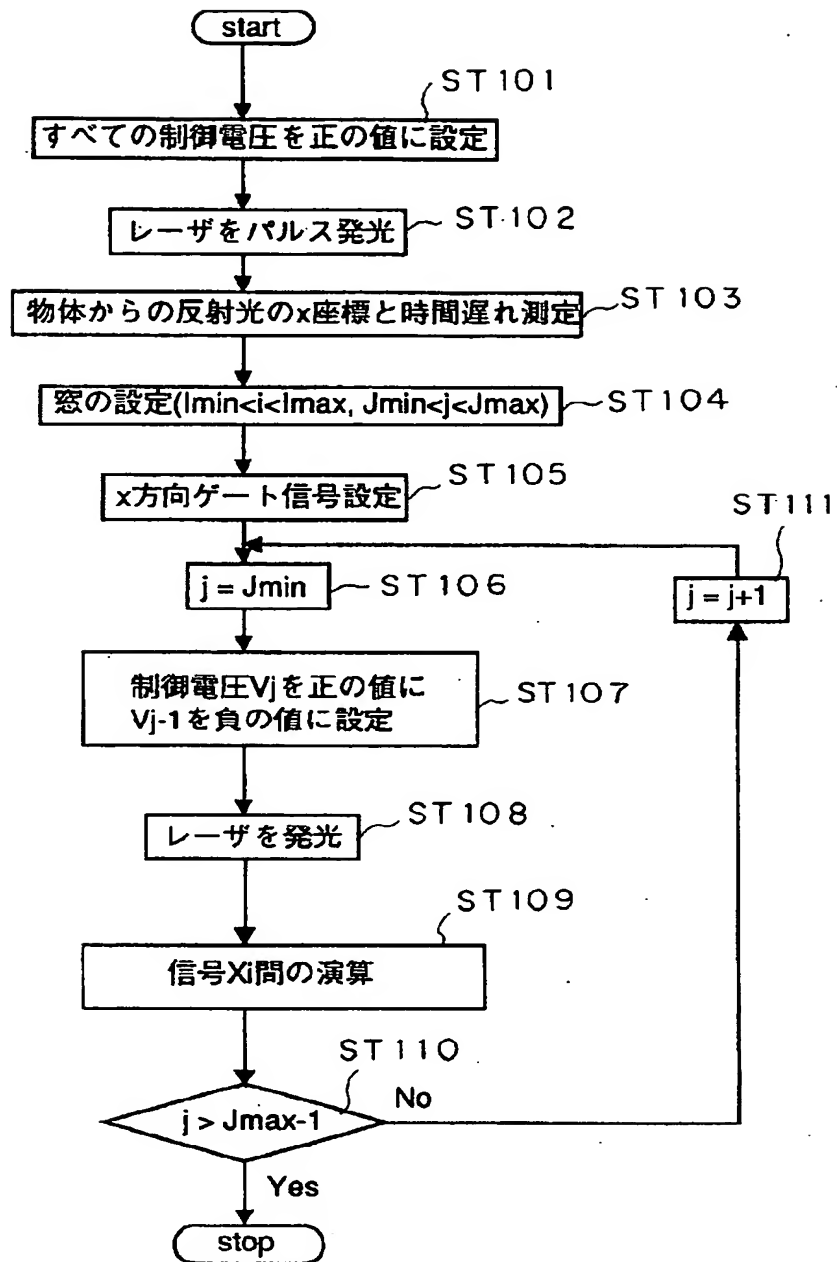 start
ST101
すべての制御電圧を正の値に設定
レーザをパルス発光
ST102
物体からの反射光のx座標と時間遅れ測定
ST103
窓の設定(Imin<i<Imax, Jmin<j<Jmax)
ST104
x方向ゲート信号設定
ST105
ST111
j = Jmin
ST106
j = j+1
制御電圧Vjを正の値に
Vj-1を負の値に設定
ST107
レーザを発光
ST108
ST109
信号Xi間の演算
ST110
j > Jmax-1
No
Yes
stop